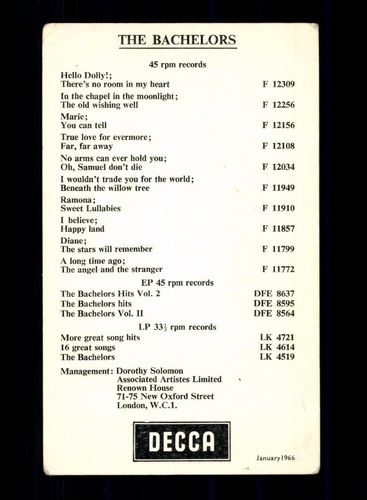 THE BACHELORS
45 rpm records
Hello Dolly!;
There's no room in my heart F 12309
In the chapel in the moonlight;
The old wishing well F 12256
Marie;
You can tell F 12156
True love for evermore;
Far, far away F 12108
No arms can ever hold you;
Oh, Samuel don't die F 12034
I wouldn't trade you for the world;
Beneath the willow tree F 11949
Ramona;
Sweet Lullabies F 11910
I believe;
Happy land F 11857
Diane;
The stars will remember F 11799
A long time ago;
The angel and the stranger F 11772
EP 45 rpm records
The Bachelors Hits Vol. 2 DFE 8637
The Bachelors hits DFE 8595
The Bachelors Vol. II DFE 8564
LP 33⅓ rpm records
More great song hits LK 4721
16 great songs LK 4614
The Bachelors LK 4519
Management: Dorothy Solomon
Associated Artistes Limited
Renown House
71-75 New Oxford Street
London, W.C.1.
DECCA
January 1966